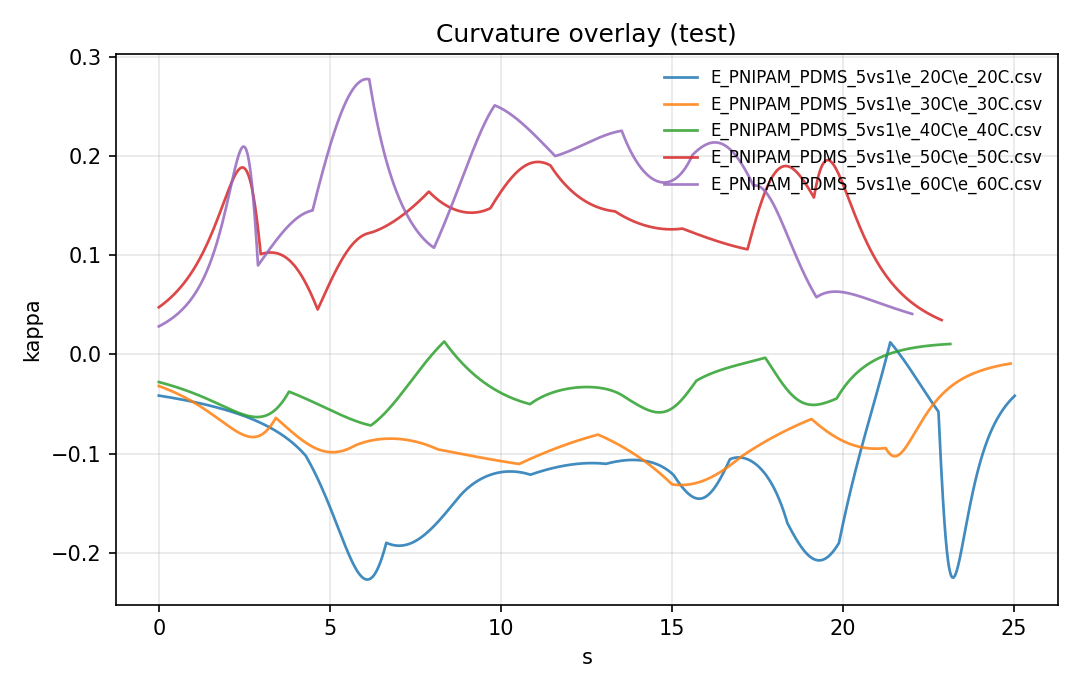 Curvature overlay (test)
0.3
0.2
0.1
0.0
−0.1
−0.2
kappa
E_PNIPAM_PDMS_5vs1\e_20C\e_20C.csv
E_PNIPAM_PDMS_5vs1\e_30C\e_30C.csv
E_PNIPAM_PDMS_5vs1\e_40C\e_40C.csv
E_PNIPAM_PDMS_5vs1\e_50C\e_50C.csv
E_PNIPAM_PDMS_5vs1\e_60C\e_60C.csv
0 5 10 15 20 25
s